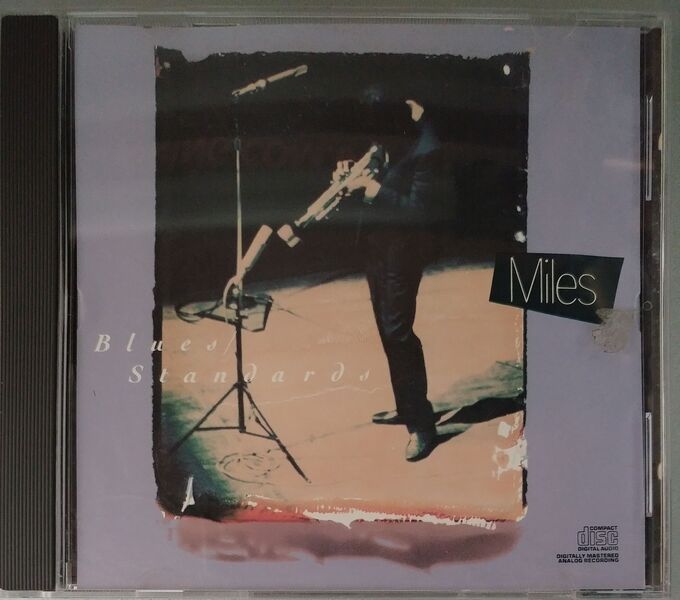 Miles
Blues/
Standards
COMPACT
disc
DIGITAL AUDIO
DIGITALLY MASTERED
ANALOG RECORDING